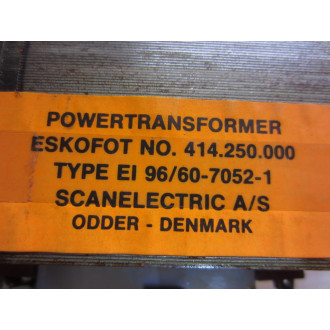 POWERTRANSFORMER
ESKOFOT NO. 414.250.000
TYPE EI 96/60-7052-1
SCANELECTRIC A/S
ODDER - DENMARK